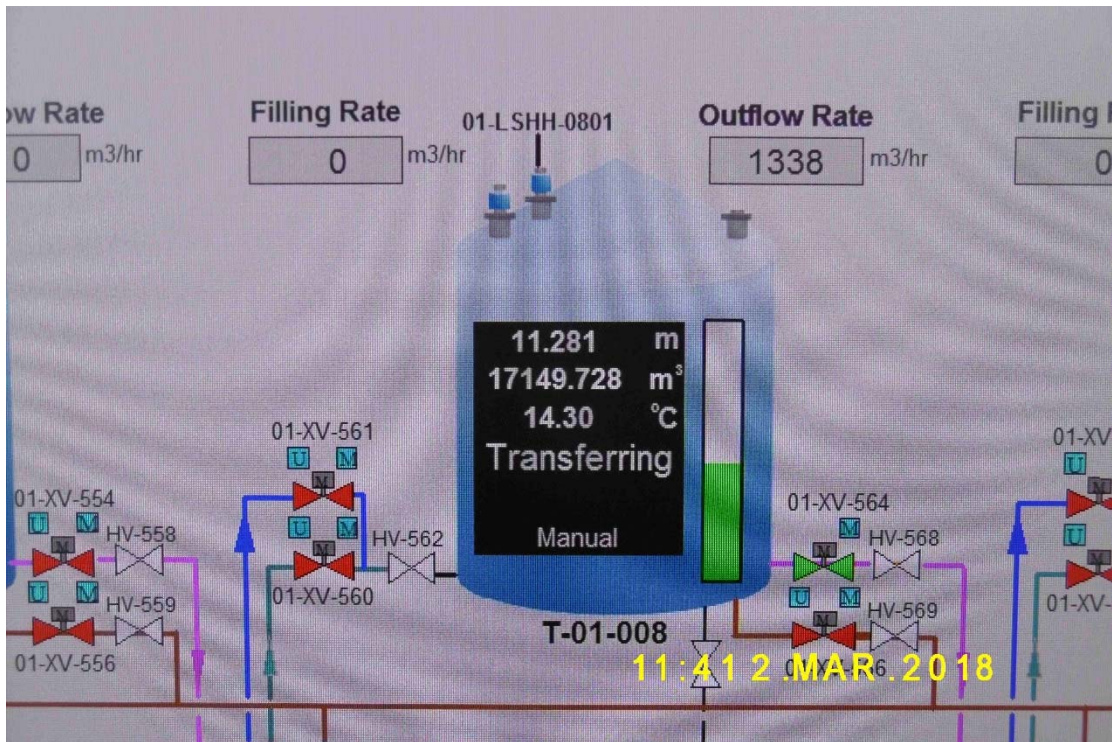 ow Rate
0 m3/hr
Filling Rate
0 m3/hr
01-LSHH-0801
Outflow Rate
1338 m3/hr
Filling
0
11.281 m
17149.728 m³
14.30 °C
Transferring
Manual
T-01-008
01-XV-554
U M
M
HV-558
U M
M
HV-559
01-XV-556
01-XV-561
U M
M
U M
M
HV-562
01-XV-560
01-XV-564
M
M
HV-568
U M
M
HV-569
01-XV
U
M
U
M
01-XV-
11:41 2.MAR.2018